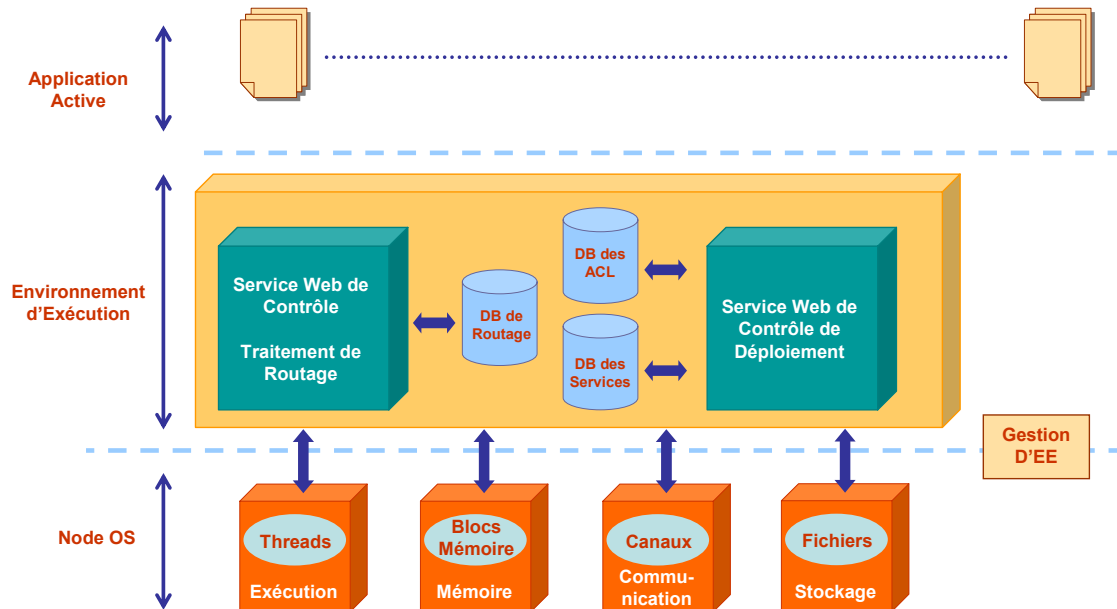 Application
Active
Environnement
d'Exécution
Service Web de
Contrôle
Traitement de
Routage
DB de
Routage
DB des
ACL
DB des
Services
Service Web de
Contrôle de
Déploiement
Gestion
D'EE
Node OS
Threads
Exécution
Blocs
Mémoire
Mémoire
Canaux
Commu-
nication
Fichiers
Stockage